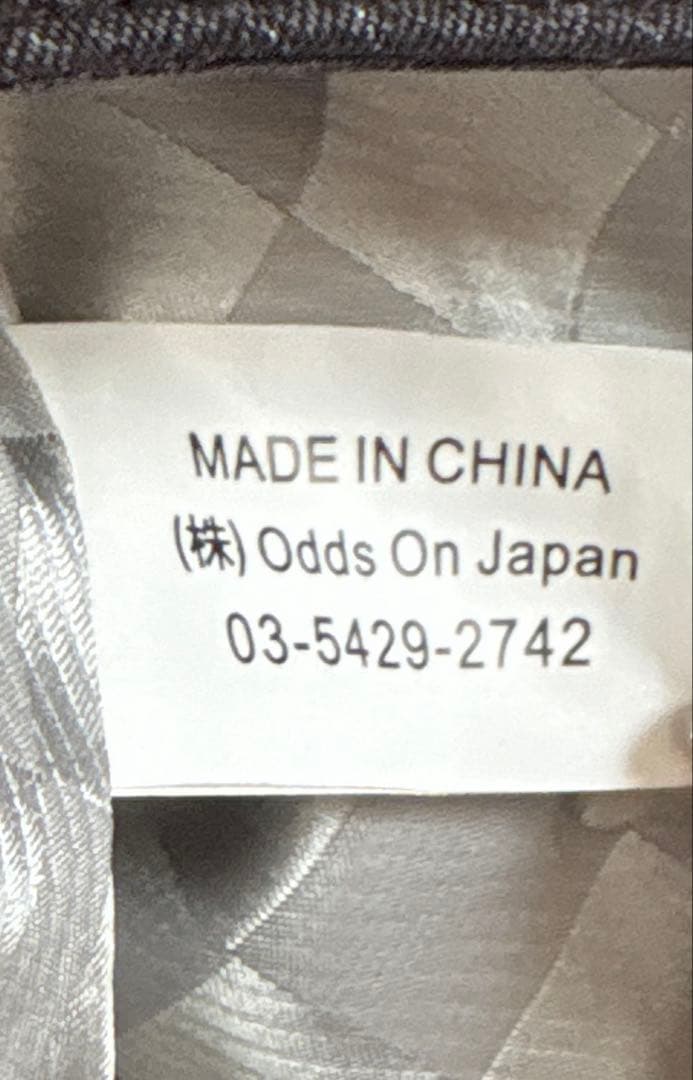 MADE IN CHINA
(株) Odds On Japan
03-5429-2742